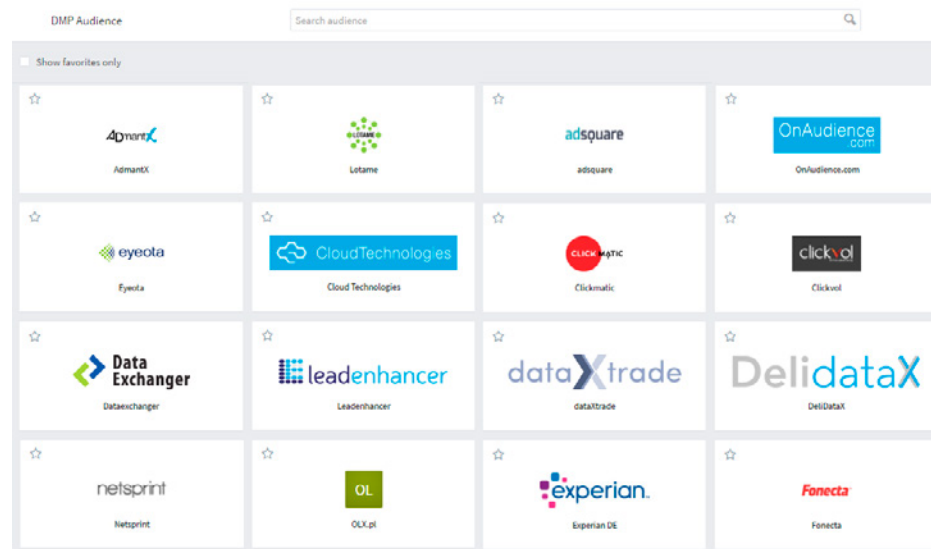 DMP Audience
Search audience
Show favorites only
ADmantX
AdmantX
LOTAME
Lotame
adsquare
adsquare
OnAudience
.com
OnAudience.com
eyeota
Eyeota
CloudTechnologies
Cloud Technologies
CLICKMATIC
Clickmatic
clickvol
Clickvol
Data
Exchanger
Dataexchanger
leadenhancer
Leadenhancer
dataXtrade
dataXtrade
DelidataX
DeliDataX
netsprint
Netsprint
OL
OLX.pl
experian.
Experian DE
Fonecta
Fonecta